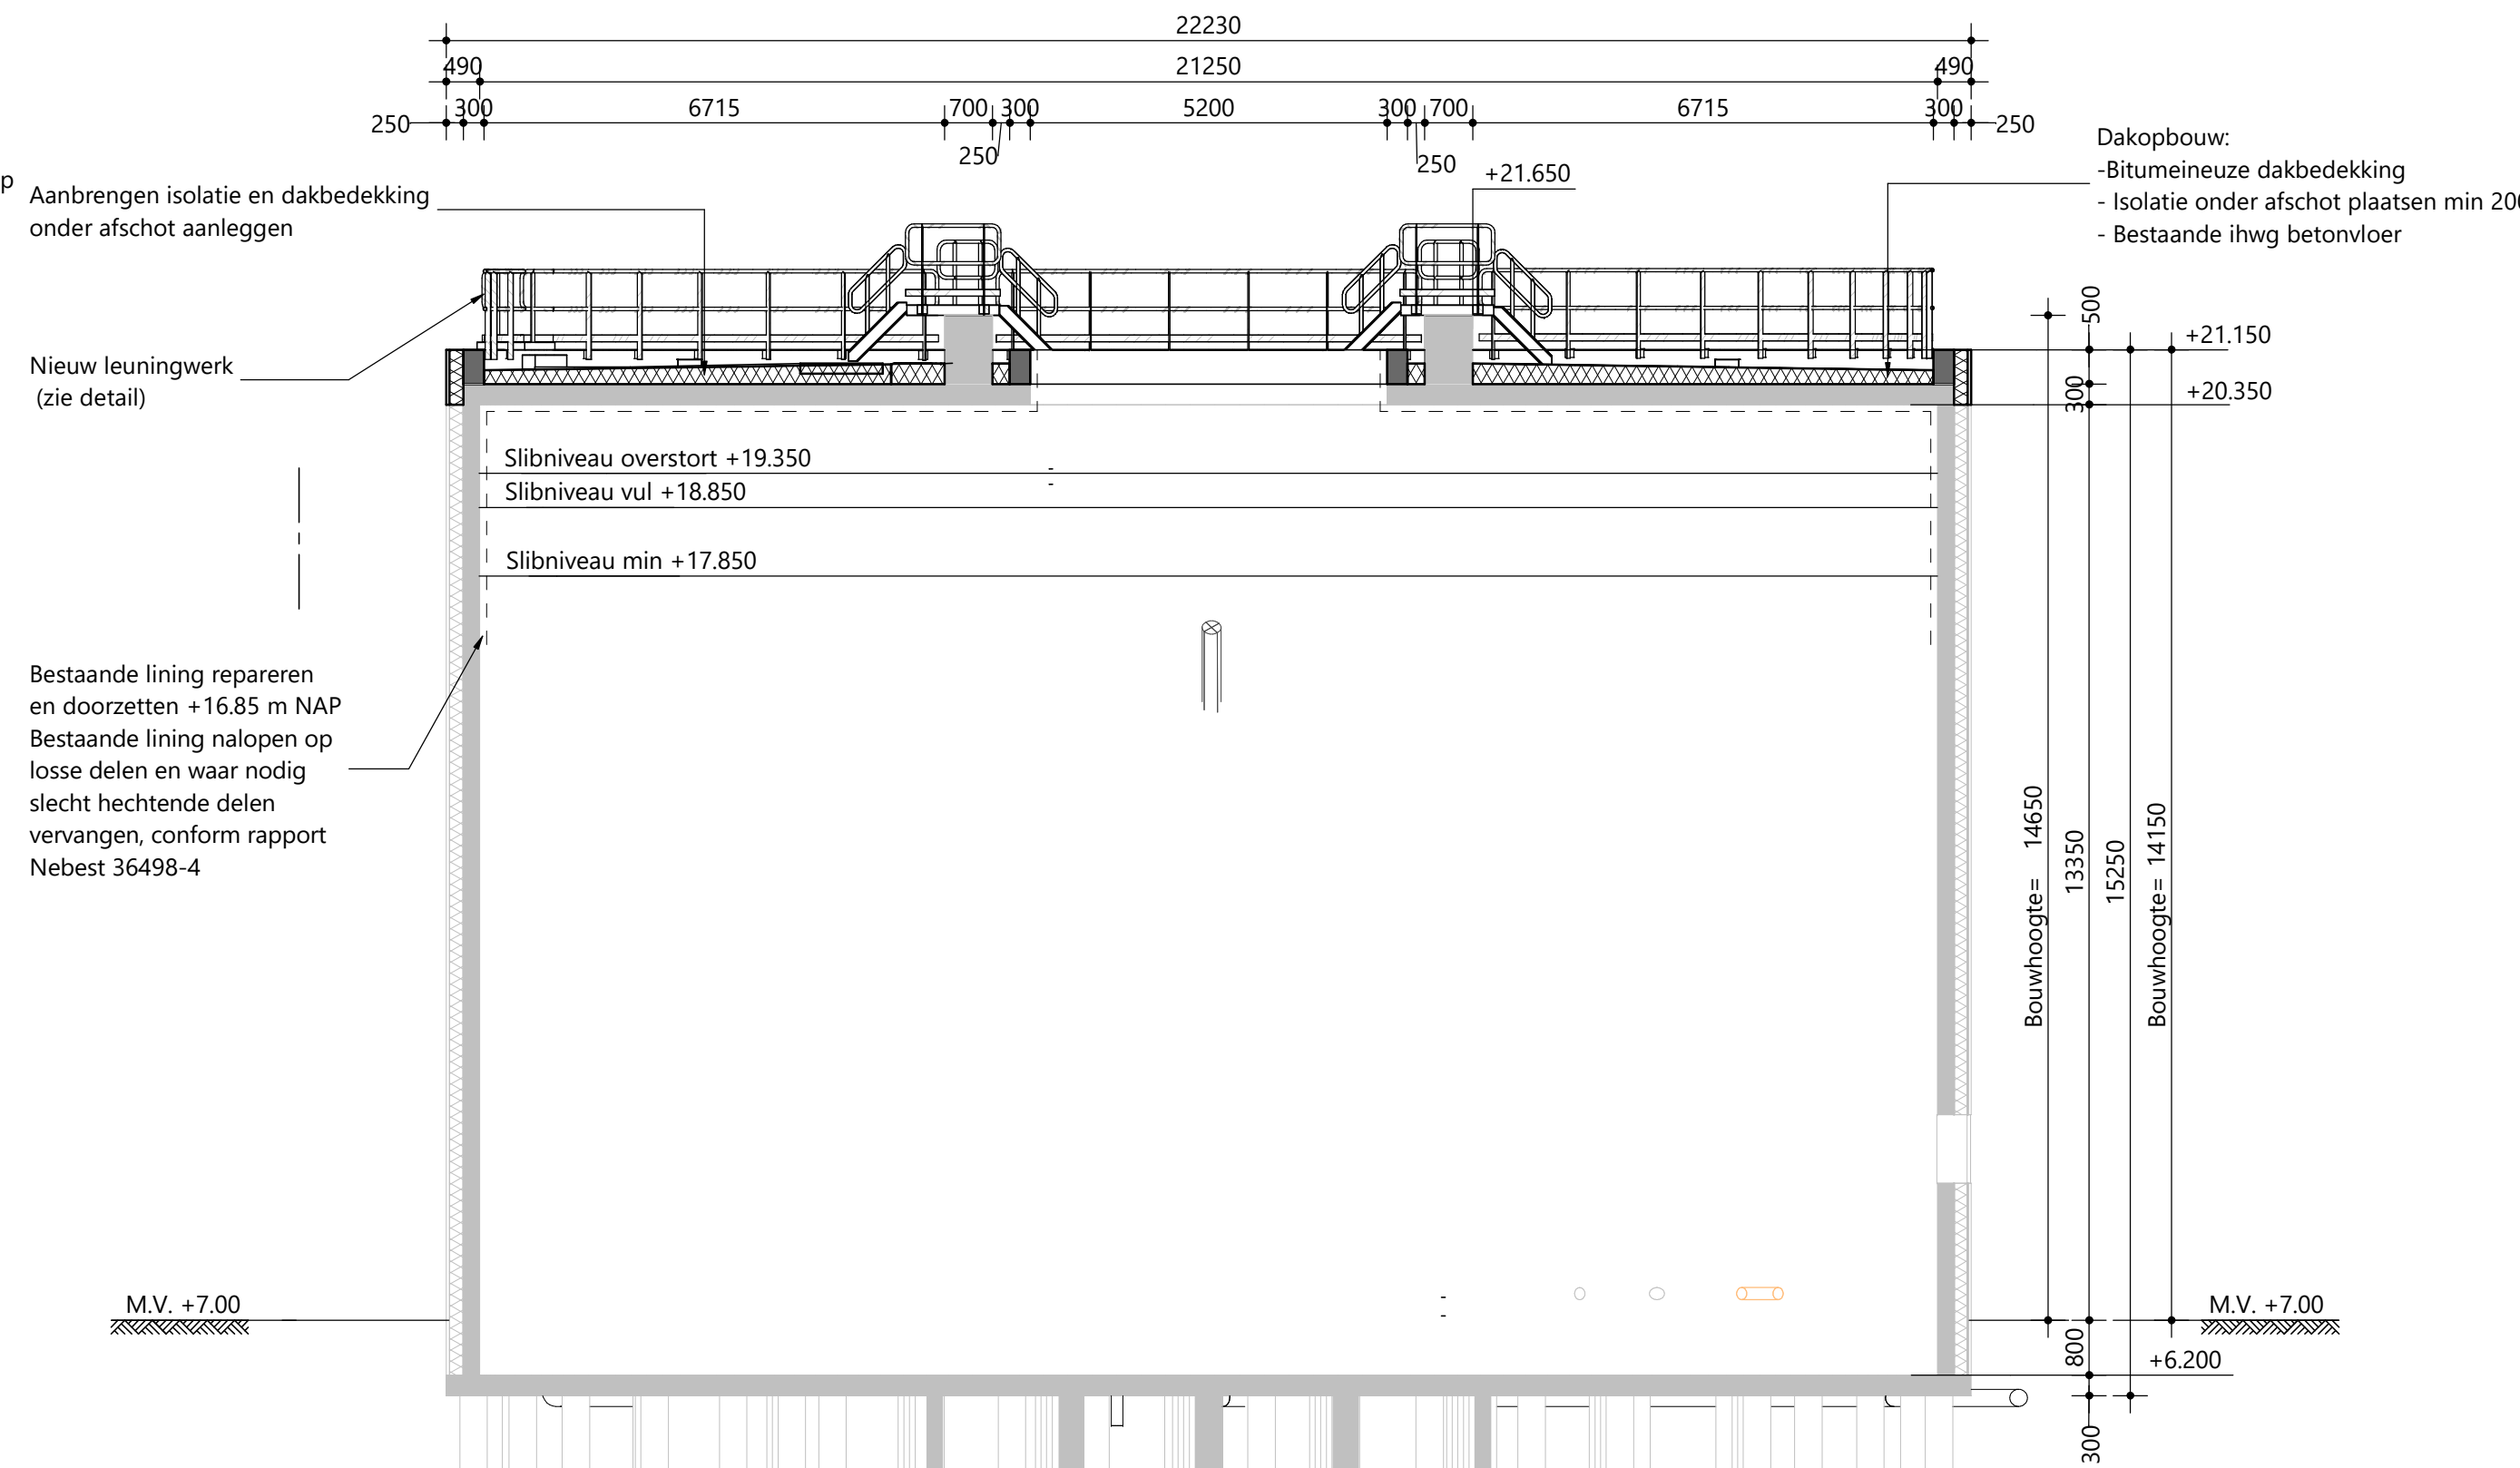 22230
490
21250
490
300
6715
700
300
5200
300
700
6715
300
250
250
250
250
p
Aanbrengen isolatie en dakbedekking
onder afschot aanleggen
+21.650
Dakopbouw:
-Bitumeineuze dakbedekking
- Isolatie onder afschot plaatsen min 200
- Bestaande ihwg betonvloer
Nieuw leuningwerk
(zie detail)
500
+21.150
300
+20.350
Slibniveau overstort +19.350
Slibniveau vul +18.850
Slibniveau min +17.850
Bestaande lining repareren
en doorzetten +16.85 m NAP
Bestaande lining nalopen op
losse delen en waar nodig
slecht hechtende delen
vervangen, conform rapport
Nebest 36498-4
Bouwhoogte= 14650
13350
15250
Bouwhoogte= 14150
M.V. +7.00
M.V. +7.00
800
+6.200
300